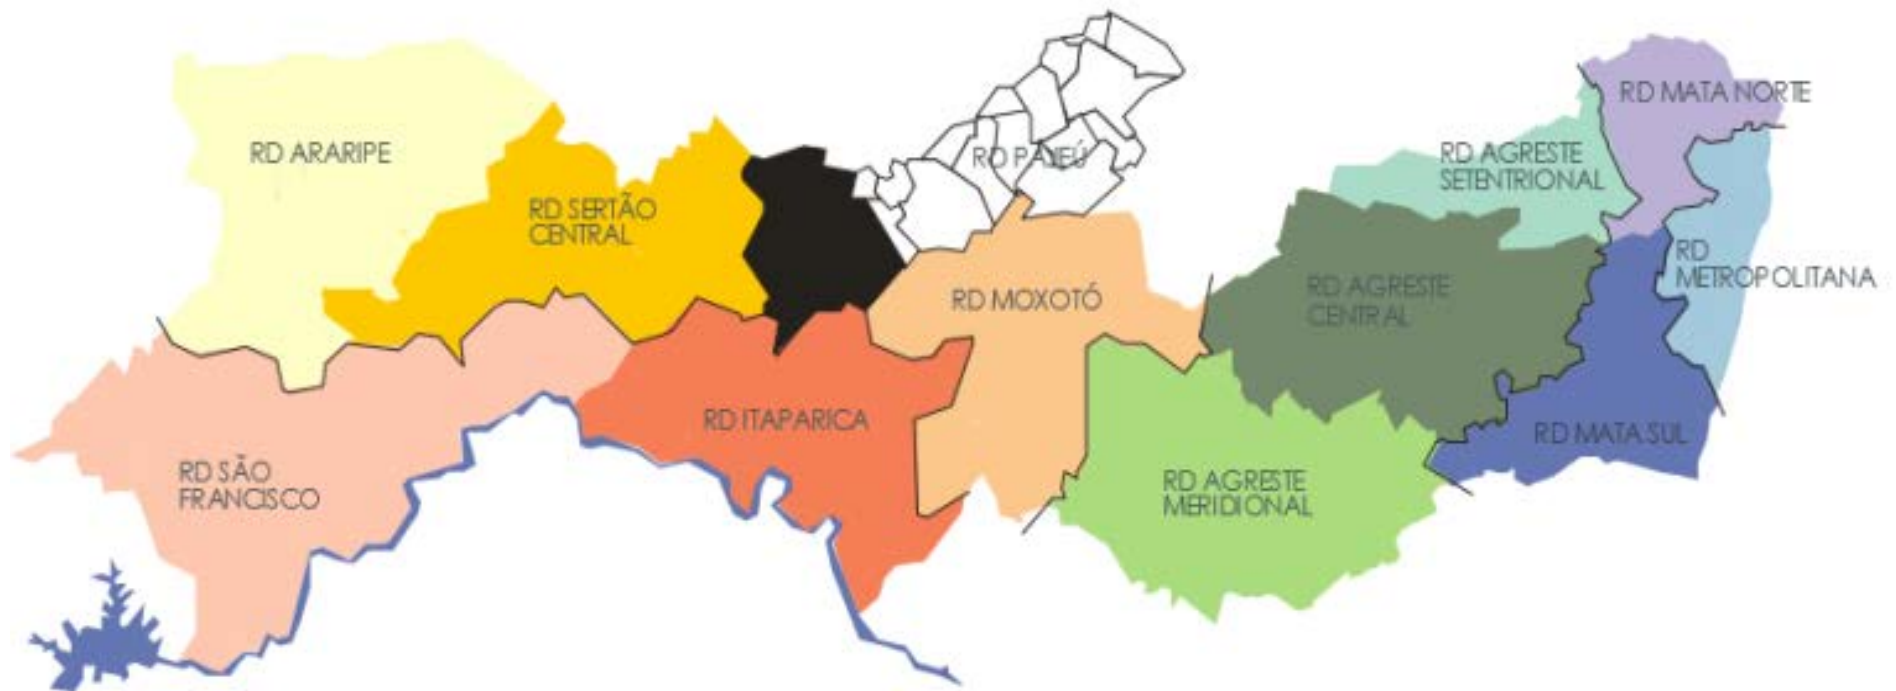 RD MATA NORTE
RD ARARIPE
RD PAJEÚ
RD AGRESTE
SETENTRIONAL
RD SERTÃO
CENTRAL
RD
METROPOLITANA
RD MOXOTÓ
RD AGRESTE
CENTRAL
RD ITAPARICA
RD MATA SUL
RD SÃO
FRANCISCO
RD AGRESTE
MERIDIONAL